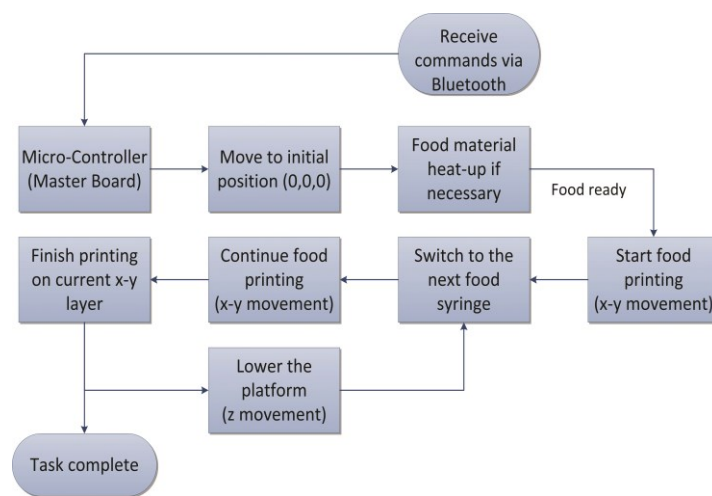 Receive
commands via
Bluetooth
Micro-Controller
(Master Board)
Move to initial
position (0,0,0)
Food material
heat-up if
necessary
Food ready
Finish printing
on current x-y
layer
Continue food
printing
(x-y movement)
Switch to the
next food
syringe
Start food
printing
(x-y movement)
Lower the
platform
(z movement)
Task complete